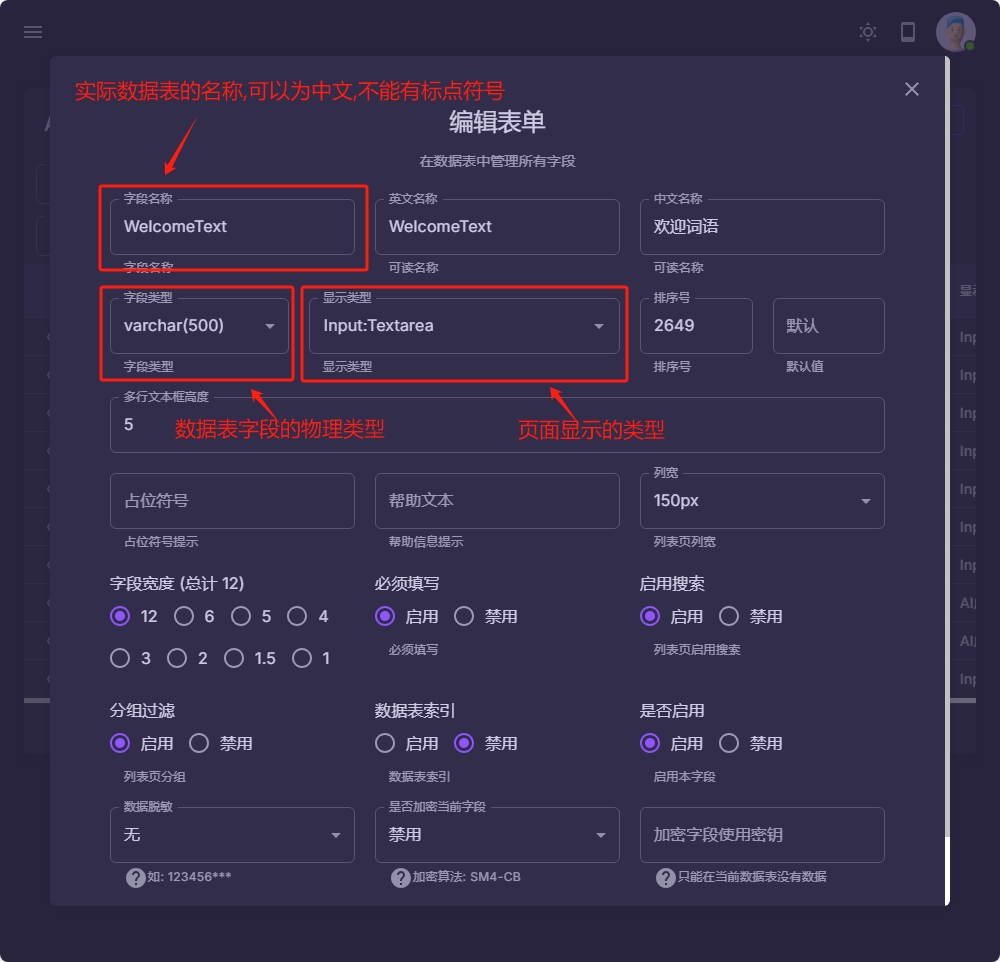 实际数据表的名称,可以为中文,不能有标点符号
编辑表单
在数据表中管理所有字段
字段名称
WelcomeText
字段名称
英文名称
WelcomeText
可读名称
中文名称
欢迎词语
可读名称
字段类型
varchar(500)
字段类型
显示类型
Input:Textarea
显示类型
排序号
2649
排序号
默认
默认值
多行文本框高度
5
数据表字段的物理类型
页面显示的类型
占位符号
占位符号提示
帮助文本
帮助信息提示
列宽
150px
列表页列宽
字段宽度 (总计 12)
12 6 5 4
3 2 1.5 1
必须填写
启用 禁用
必须填写
启用搜索
启用 禁用
列表页启用搜索
分组过滤
启用 禁用
列表页分组
数据表索引
启用 禁用
数据表索引
是否启用
启用 禁用
启用本字段
数据脱敏
无
如: 123456***
是否加密当前字段
禁用
加密算法: SM4-CB
加密字段使用密钥
只能在当前数据表没有数据